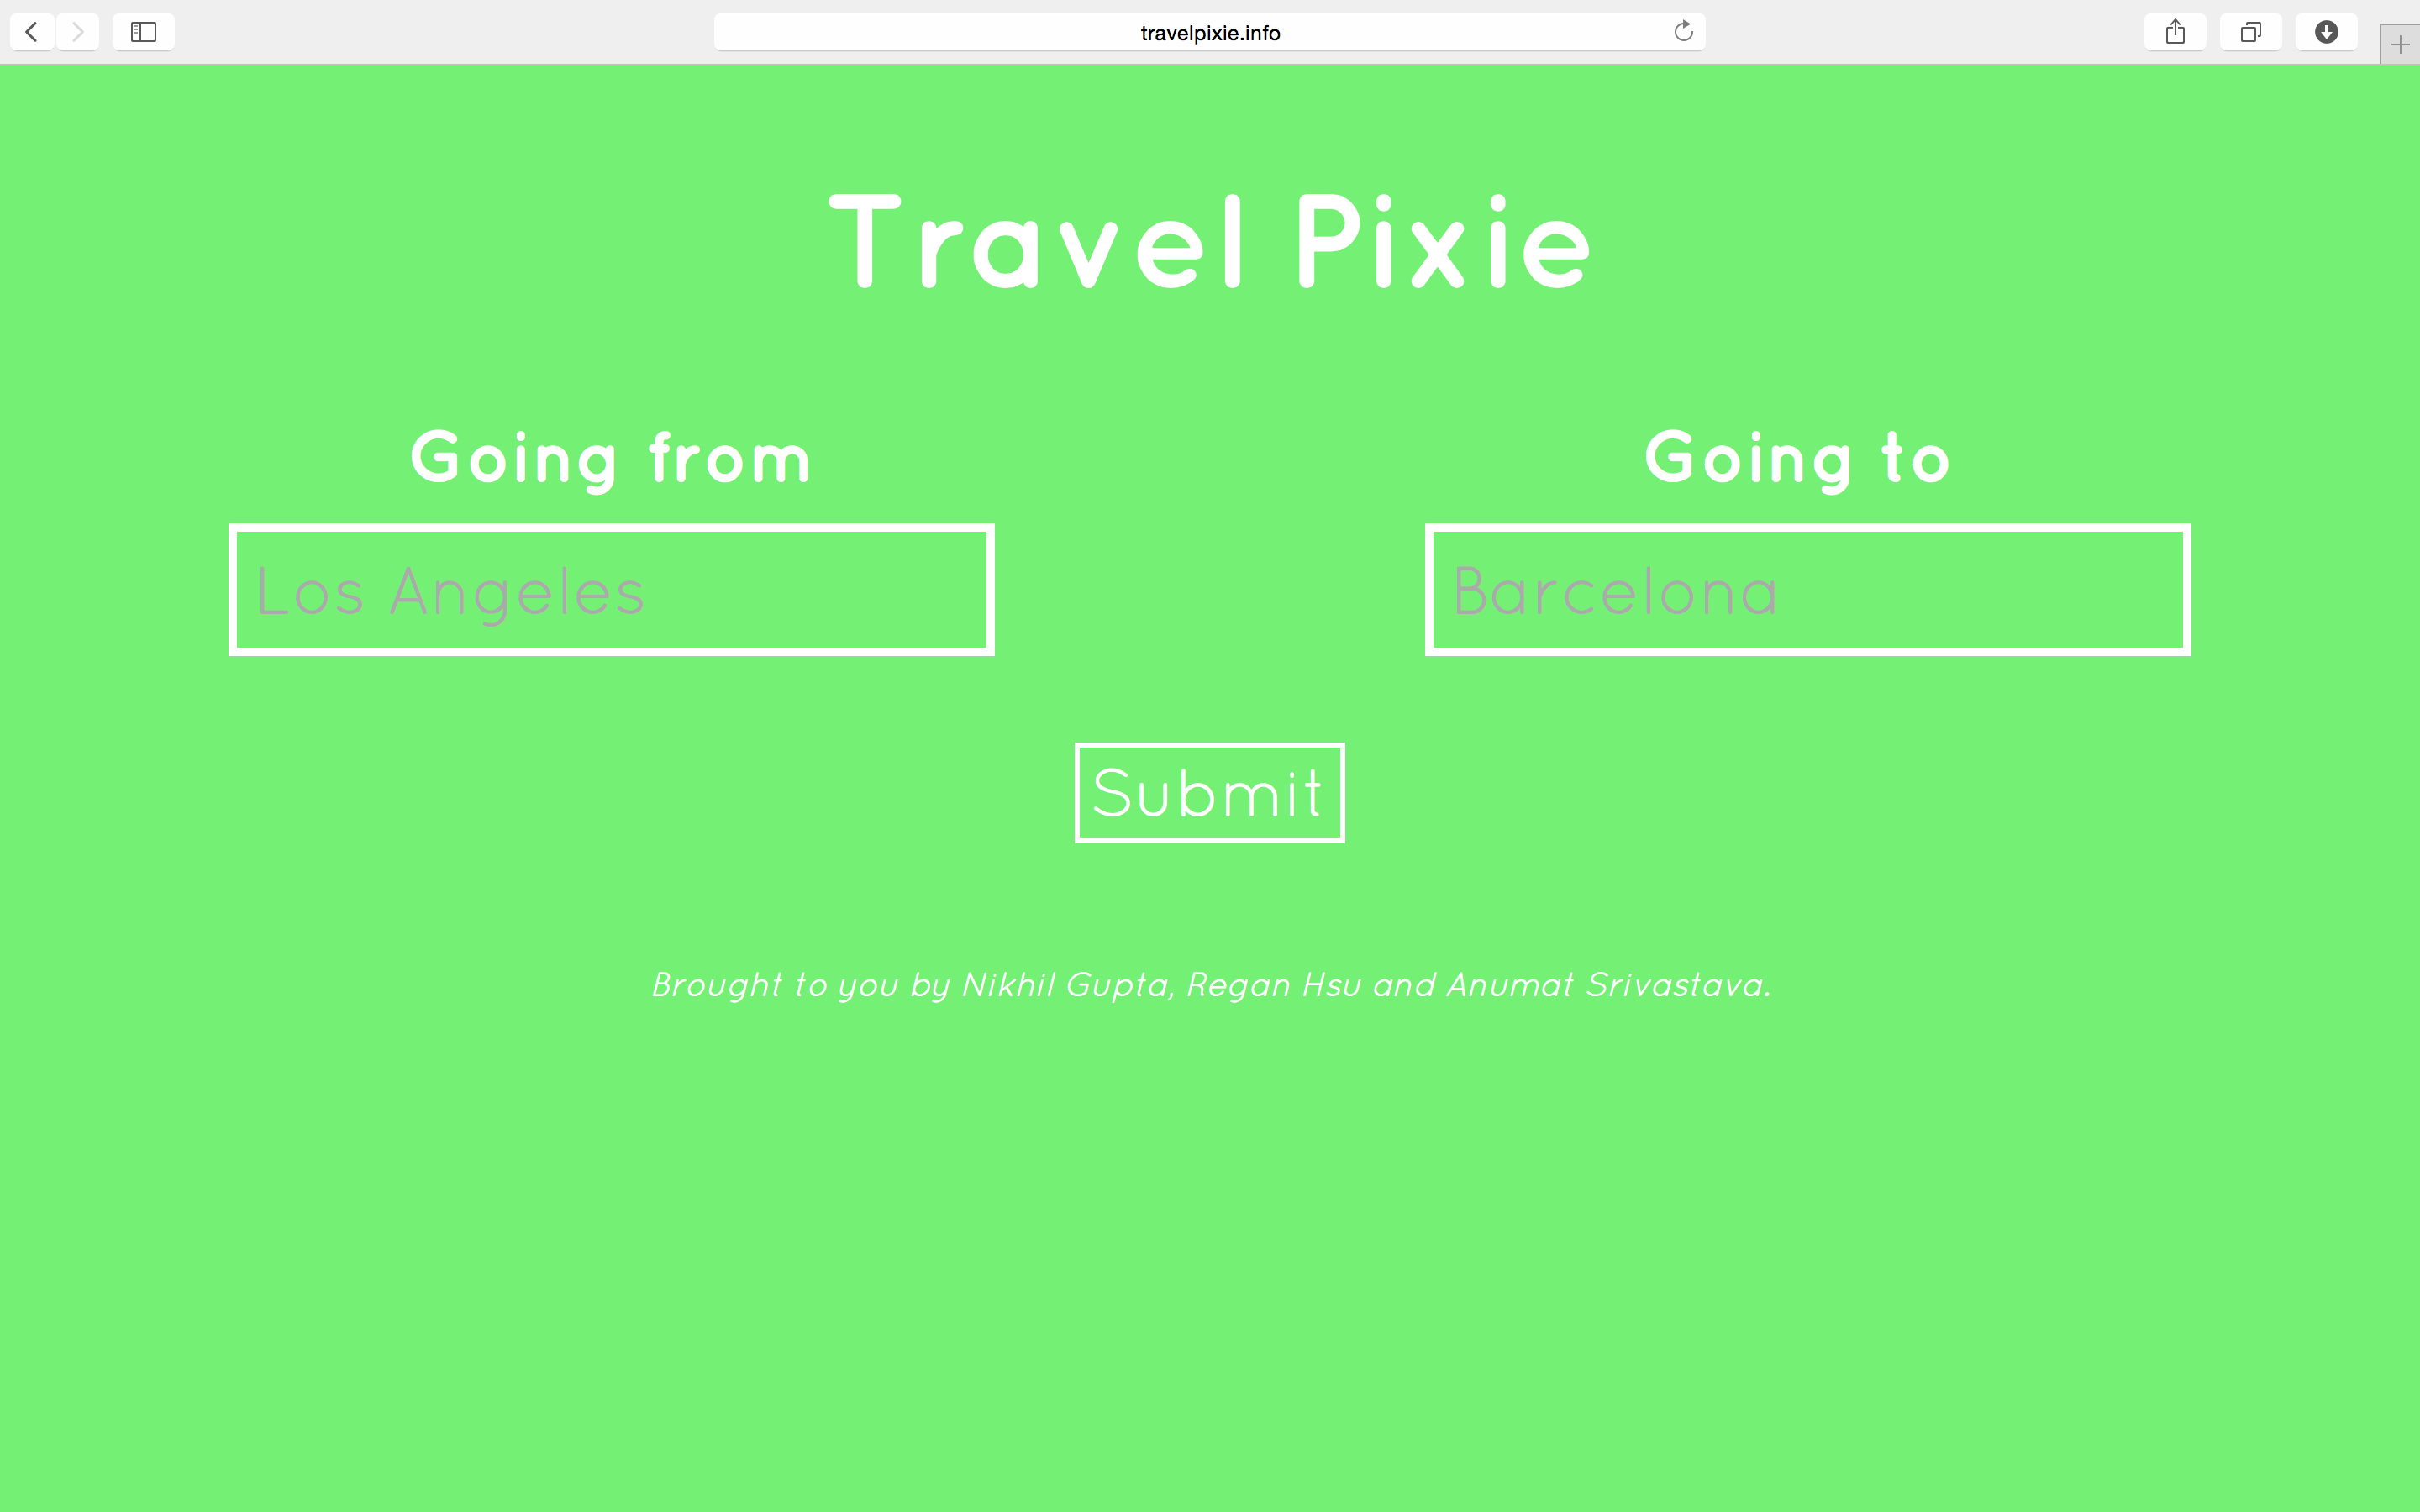 travelpixie.info
Travel Pixie
Going from
Going to
Los Angeles
Barcelona
Submit
Brought to you by Nikhil Gupta, Regan Hsu and Anumat Srivastava.